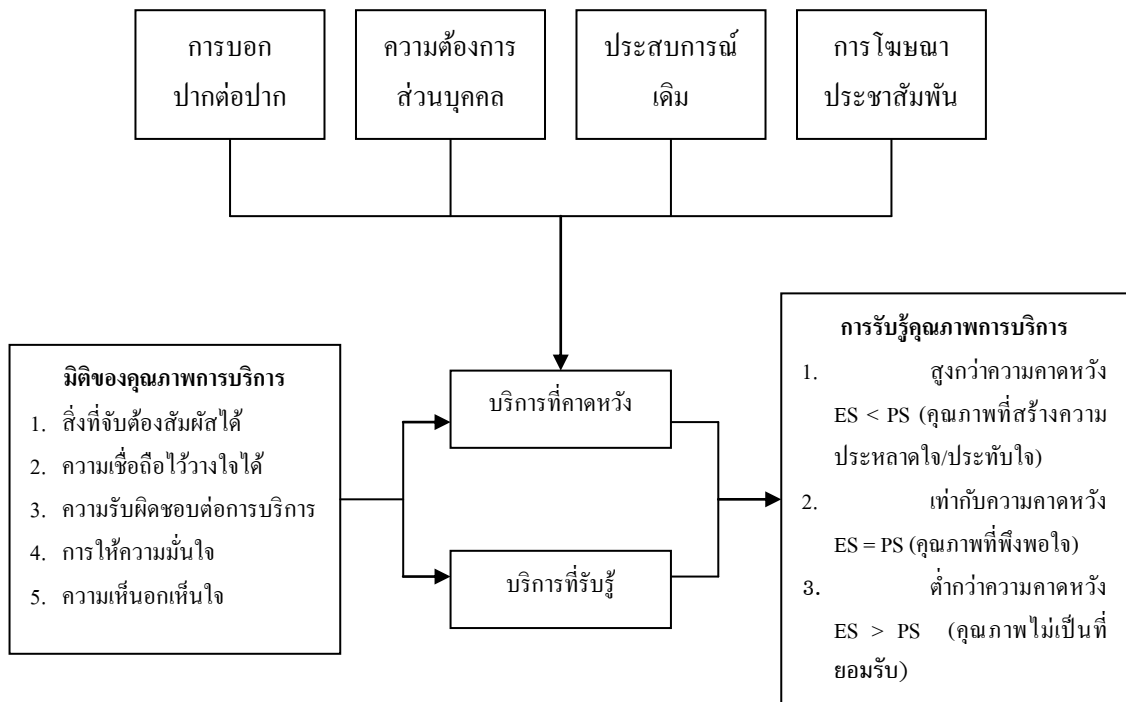 การบอก
ปากต่อปาก
ความต้องการ
ส่วนบุคคล
ประสบการณ์
เดิม
การโฆษณา
ประชาสัมพัน
มิติของคุณภาพการบริการ
1. สิ่งที่จับต้องสัมผัสได้
2. ความเชื่อถือไว้วางใจได้
3. ความรับผิดชอบต่อการบริการ
4. การให้ความมั่นใจ
5. ความเห็นอกเห็นใจ
บริการที่คาดหวัง
บริการที่รับรู้
การรับรู้คุณภาพการบริการ
1. สูงกว่าความคาดหวัง
ES < PS (คุณภาพที่สร้างความ
ประหลาดใจ/ประทับใจ)
2. เท่ากับความคาดหวัง
ES = PS (คุณภาพที่พึงพอใจ)
3. ต่ำกว่าความคาดหวัง
ES > PS (คุณภาพไม่เป็นที่
ยอมรับ)